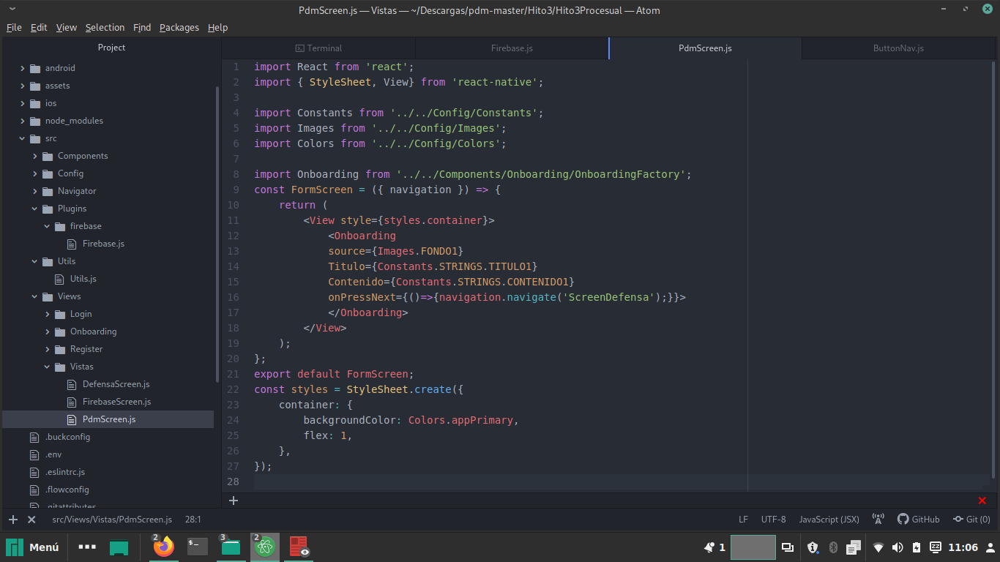 PdmScreen.js — Vistas — ~/Descargas/pdm-master/Hito3/Hito3Procesual — Atom
File Edit View Selection Find Packages Help
Project
android
assets
ios
node_modules
src
Components
Config
Navigator
Plugins
firebase
Firebase.js
Utils
Utils.js
Views
Login
Onboarding
Register
Vistas
DefensaScreen.js
FirebaseScreen.js
PdmScreen.js
.buckconfig
.env
.eslintrc.js
.flowconfig
.gitattributes
Terminal Firebase.js PdmScreen.js ButtonNav.js
1 import React from 'react';
2 import { StyleSheet, View} from 'react-native';
3
4 import Constants from '../../Config/Constants';
5 import Images from '../../Config/Images';
6 import Colors from '../../Config/Colors';
7
8 import Onboarding from '../../Components/Onboarding/OnboardingFactory';
9 const FormScreen = ({ navigation }) => {
10     return (
11         <View style={styles.container}>
12             <Onboarding
13             source={Images.FONDO1}
14             Titulo={Constants.STRINGS.TITULO1}
15             Contenido={Constants.STRINGS.CONTENIDO1}
16             onPressNext={()=>{navigation.navigate('ScreenDefensa');}}>
17             </Onboarding>
18         </View>
19     );
20 };
21 export default FormScreen;
22 const styles = StyleSheet.create({
23     container: {
24         backgroundColor: Colors.appPrimary,
25         flex: 1,
26     },
27 });
28
src/Views/Vistas/PdmScreen.js 28:1 LF UTF-8 JavaScript (JSX) GitHub Git (0)
Menú 2 >_ 3 2 1 zz 11:06